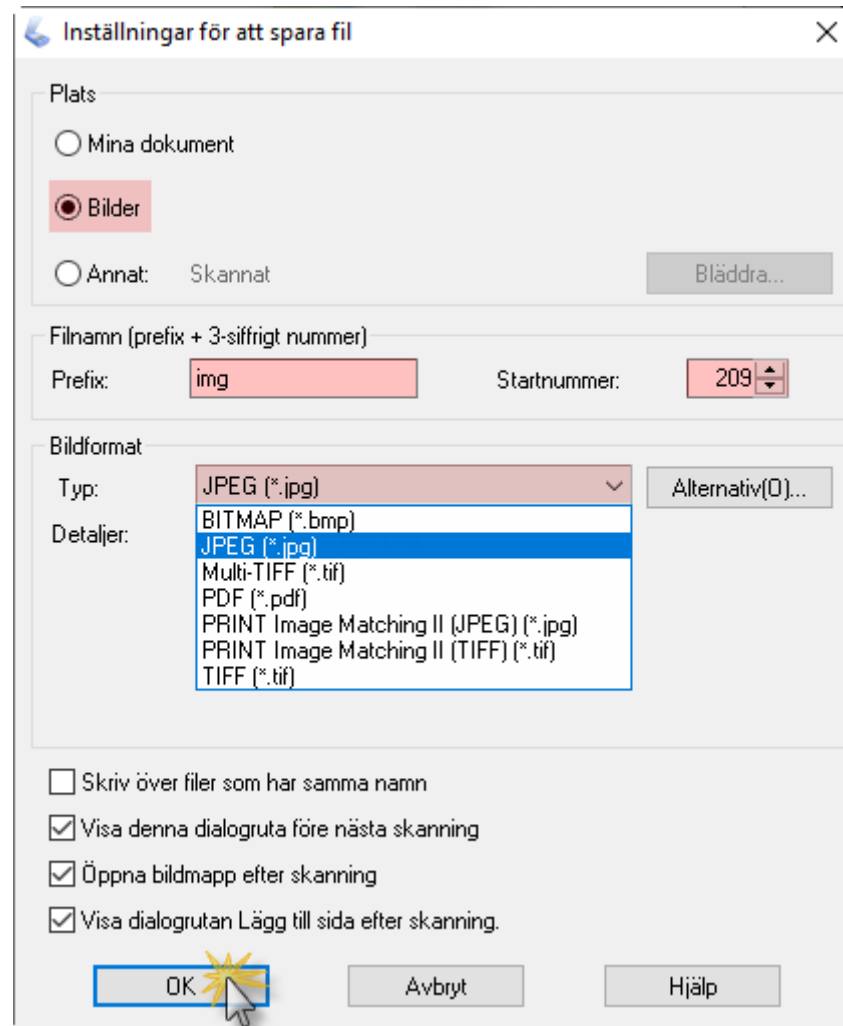 Inställningar för att spara fil
Plats
Mina dokument
Bilder
Annat: Skannat Bläddra...
Filnamn (prefix + 3-siffrigt nummer)
Prefix: img Startnummer: 209
Bildformat
Typ: JPEG (*.jpg) Alternativ(O)...
Detaljer:
BITMAP (*.bmp)
JPEG (*.jpg)
Multi-TIFF (*.tif)
PDF (*.pdf)
PRINT Image Matching II (JPEG) (*.jpg)
PRINT Image Matching II (TIFF) (*.tif)
TIFF (*.tif)
Skriv över filer som har samma namn
Visa denna dialogruta före nästa skanning
Öppna bildmapp efter skanning
Visa dialogrutan Lägg till sida efter skanning.
OK Avbryt Hjälp